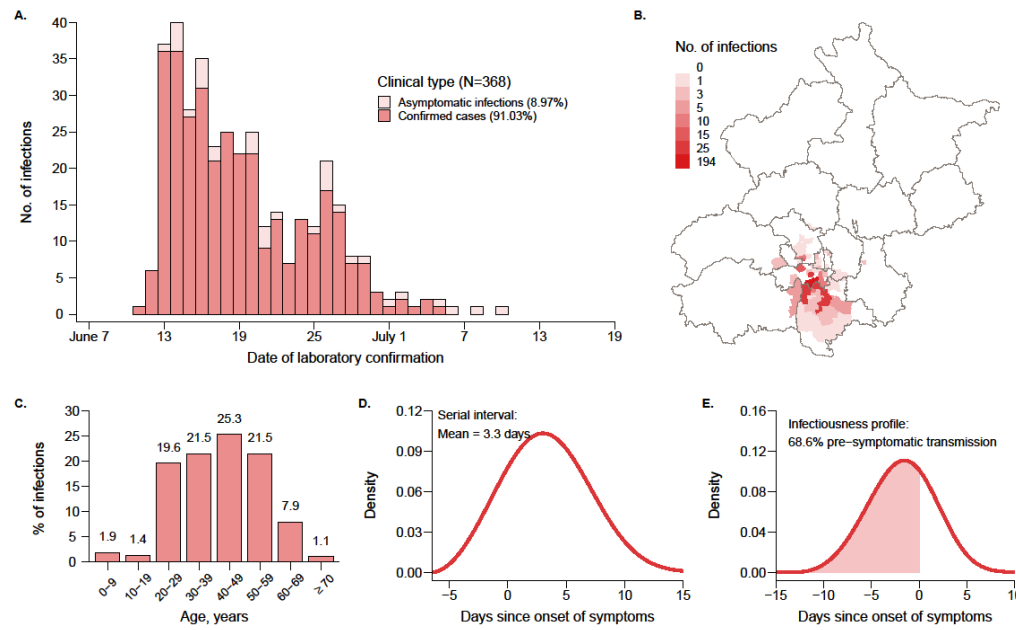 A.
40
35
30
25
20
15
10
5
0
No. of infections
Clinical type (N=368)
Asymptomatic infections (8.97%)
Confirmed cases (91.03%)
June 7
13
19
25
July 1
7
13
19
Date of laboratory confirmation
B.
No. of infections
0
1
3
5
10
15
25
194
C.
30
25
20
15
10
5
0
% of infections
1.9
1.4
19.6
21.5
25.3
21.5
7.9
1.1
0−9
10−19
20−29
30−39
40−49
50−59
60−69
≥70
Age, years
D.
0.12
0.09
0.06
0.03
0.00
Density
Serial interval:
Mean = 3.3 days
−5
0
5
10
15
Days since onset of symptoms
E.
0.16
0.12
0.08
0.04
0.00
Density
Infectiousness profile:
68.6% pre−symptomatic transmission
−15
−10
−5
0
5
10
Days since onset of symptoms